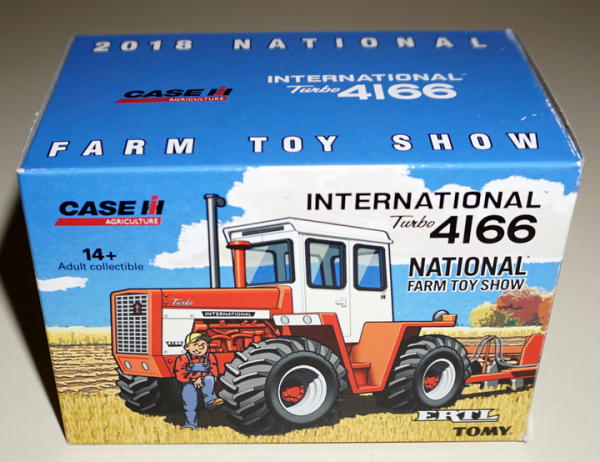 2018 NATIONAL
CASE IH
AGRICULTURE
INTERNATIONAL
Turbo 4166
FARM TOY SHOW
CASE IH
AGRICULTURE
14+
Adult collectible
INTERNATIONAL
Turbo 4166
NATIONAL
FARM TOY SHOW
Turbo
INTERNATIONAL
4166
ERTL
TOMY